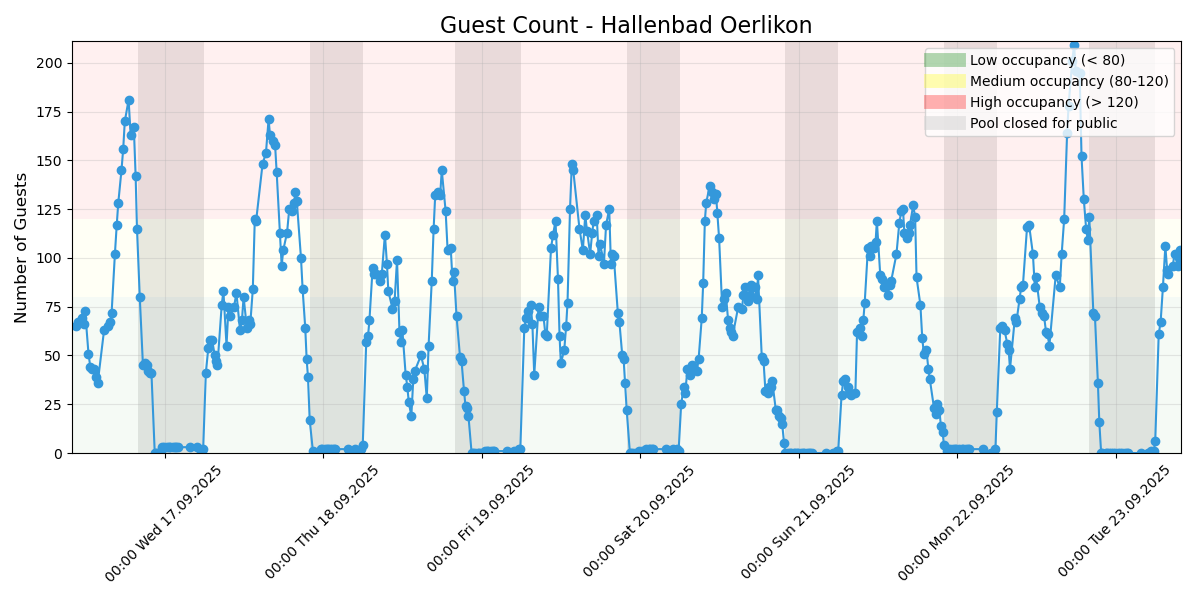 Guest Count - Hallenbad Oerlikon
Number of Guests
200
175
150
125
100
75
50
25
0
Low occupancy (< 80)
Medium occupancy (80-120)
High occupancy (> 120)
Pool closed for public
00:00 Wed 17.09.2025
00:00 Thu 18.09.2025
00:00 Fri 19.09.2025
00:00 Sat 20.09.2025
00:00 Sun 21.09.2025
00:00 Mon 22.09.2025
00:00 Tue 23.09.2025